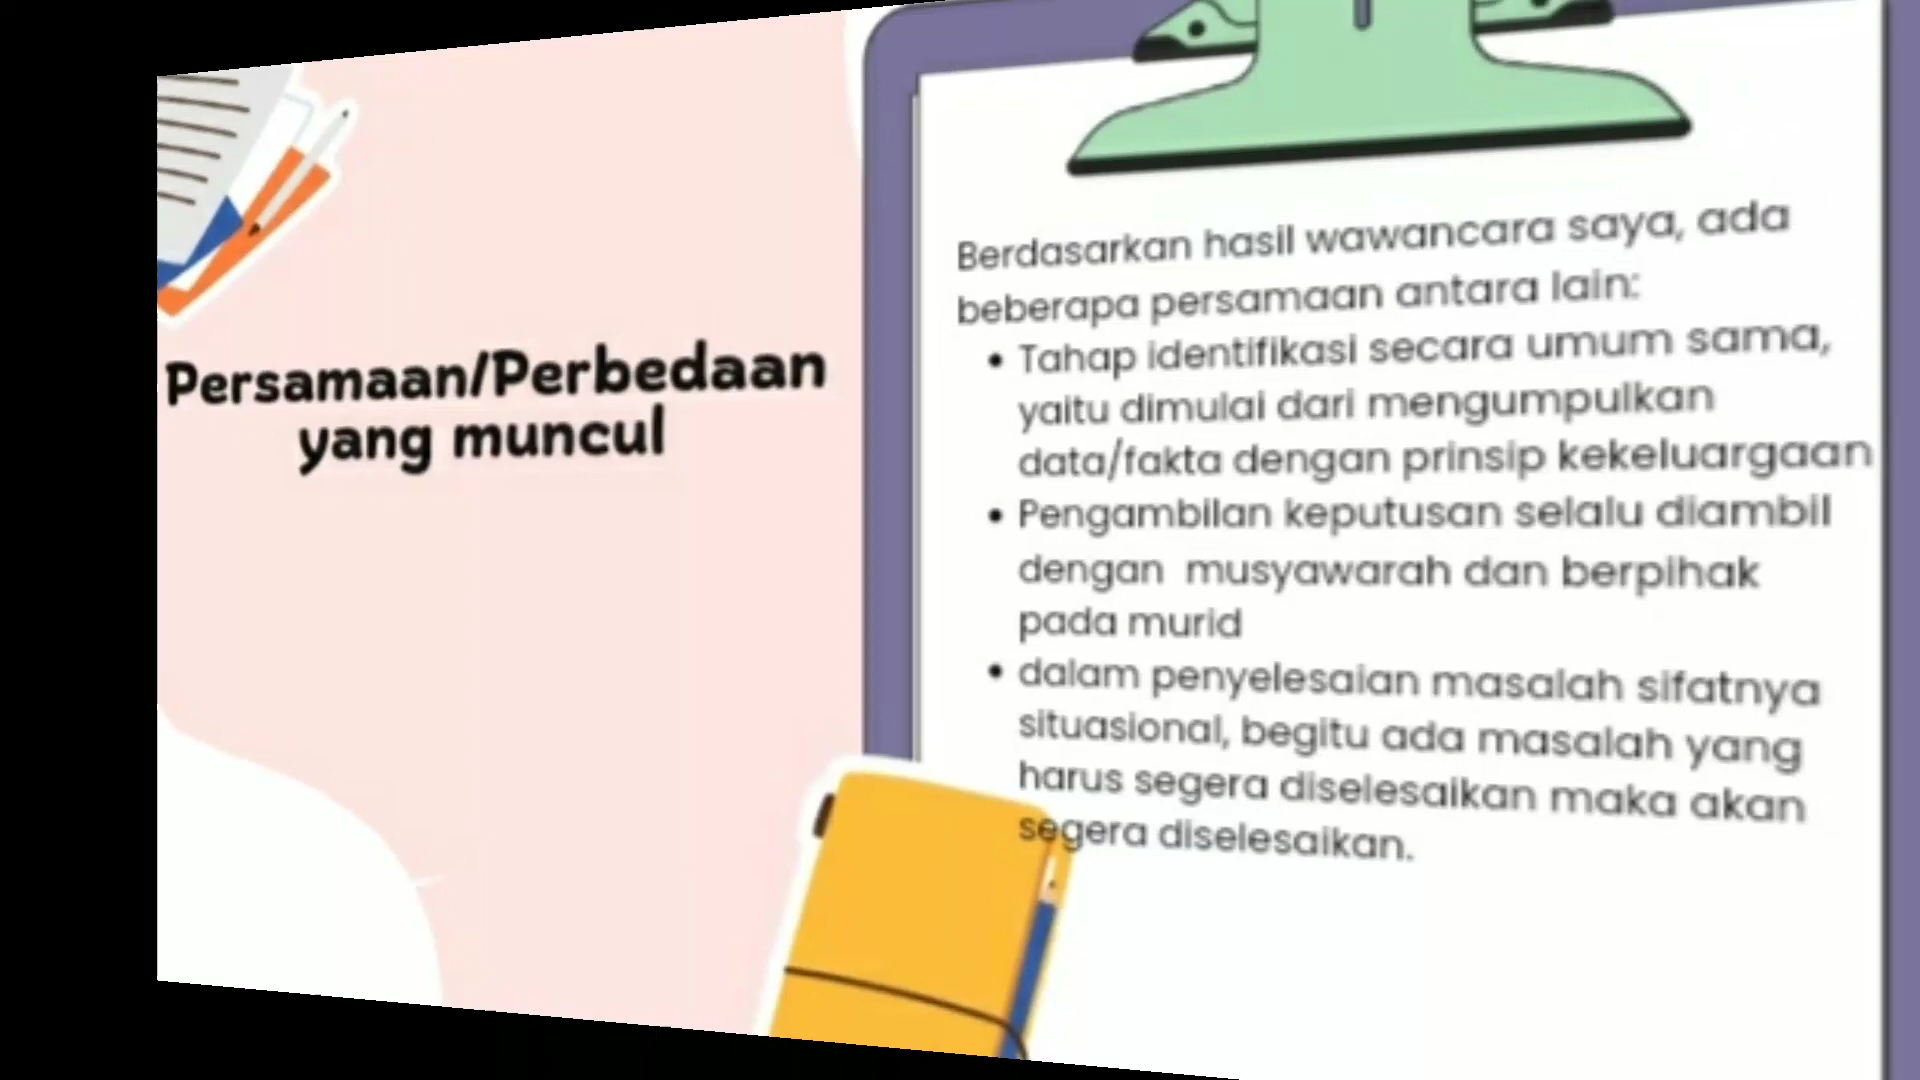 Persamaan/Perbedaan
yang muncul
Berdasarkan hasil wawancara saya, ada
beberapa persamaan antara lain:
• Tahap identifikasi secara umum sama,
yaitu dimulai dari mengumpulkan
data/fakta dengan prinsip kekeluargaan
• Pengambilan keputusan selalu diambil
dengan musyawarah dan berpihak
pada murid
• dalam penyelesaian masalah sifatnya
situasional, begitu ada masalah yang
harus segera diselesaikan maka akan
segera diselesaikan.